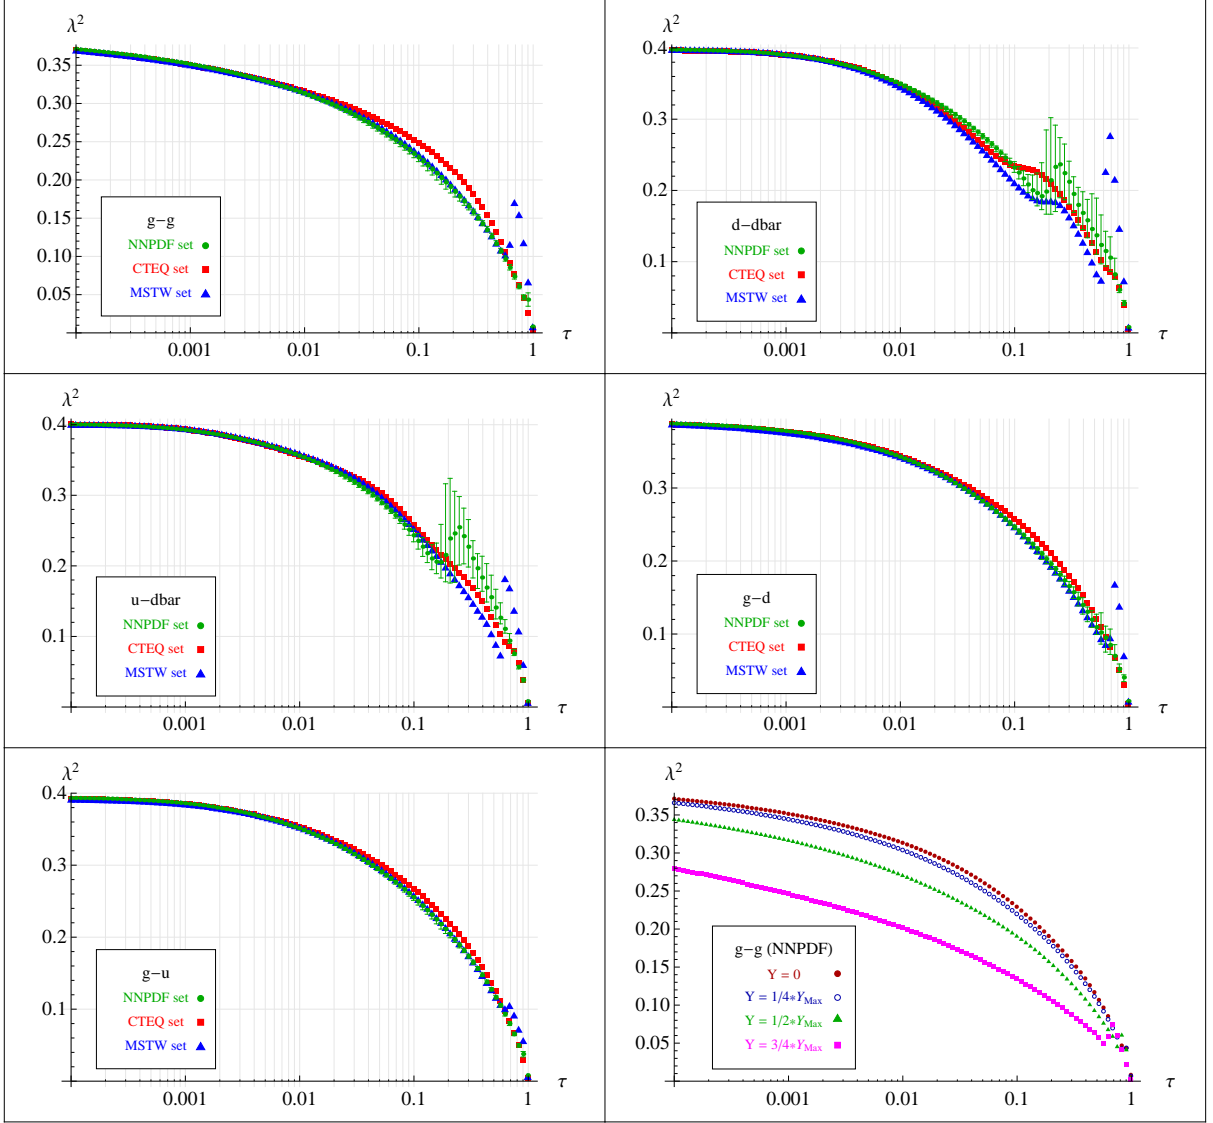 λ²
0.35
0.30
0.25
0.20
0.15
0.10
0.05
g−g
NNPDF set
CTEQ set
MSTW set
0.001 0.01 0.1 1 τ
λ²
0.4
0.3
0.2
0.1
d−dbar
NNPDF set
CTEQ set
MSTW set
0.001 0.01 0.1 1 τ
λ²
0.4
0.3
0.2
0.1
u−dbar
NNPDF set
CTEQ set
MSTW set
0.001 0.01 0.1 1 τ
λ²
0.3
0.2
0.1
g−d
NNPDF set
CTEQ set
MSTW set
0.001 0.01 0.1 1 τ
λ²
0.4
0.3
0.2
0.1
g−u
NNPDF set
CTEQ set
MSTW set
0.001 0.01 0.1 1 τ
λ²
0.35
0.30
0.25
0.20
0.15
0.10
0.05
g−g (NNPDF)
Y = 0
Y = 1/4*Y_Max
Y = 1/2*Y_Max
Y = 3/4*Y_Max
0.001 0.01 0.1 1 τ